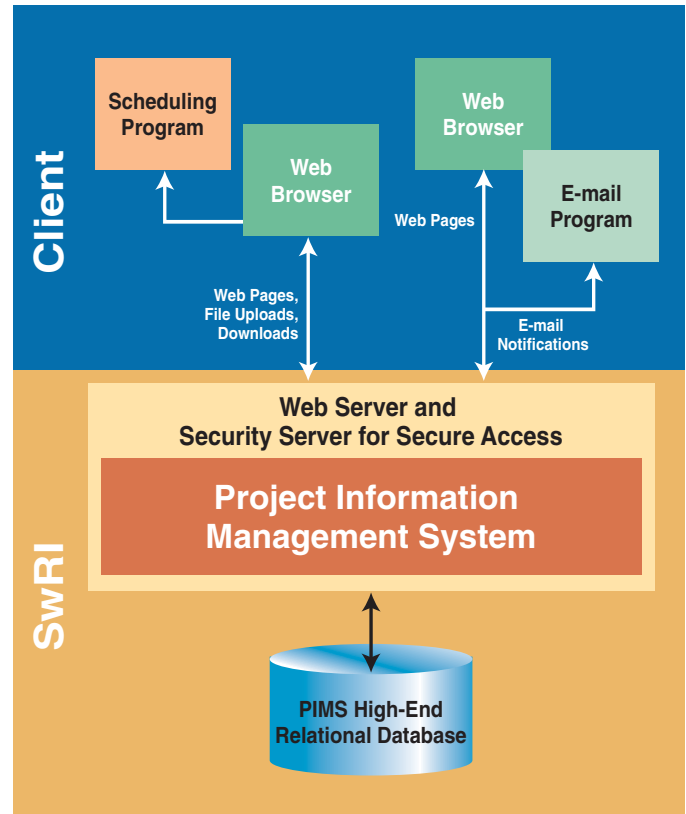 Client
Scheduling
Program
Web
Browser
Web
Browser
E-mail
Program
Web Pages
Web Pages,
File Uploads,
Downloads
E-mail
Notifications
SwRI
Web Server and
Security Server for Secure Access
Project Information
Management System
PIMS High-End
Relational Database